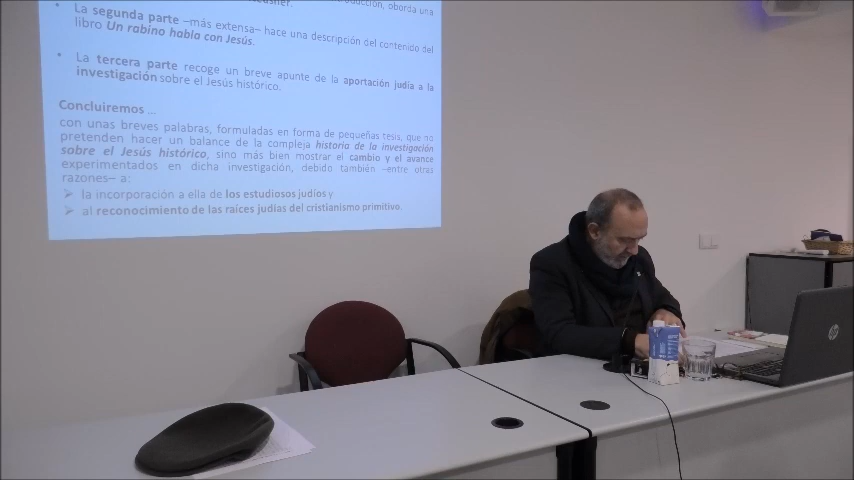 oborda una
• La segunda parte –más extensa– hace una descripción del contenido del
libro Un rabino habla con Jesús.
• La tercera parte recoge un breve apunte de la aportación judía a la
investigación sobre el Jesús histórico.
Concluiremos ...
con unas breves palabras, formuladas en forma de pequeñas tesis, que no
pretenden hacer un balance de la compleja historia de la investigación
sobre el Jesús histórico, sino más bien mostrar el cambio y el avance
experimentados en dicha investigación, debido también –entre otras
razones– a:
➢ la incorporación a ella de los estudiosos judíos y
➢ al reconocimiento de las raíces judías del cristianismo primitivo.
hp